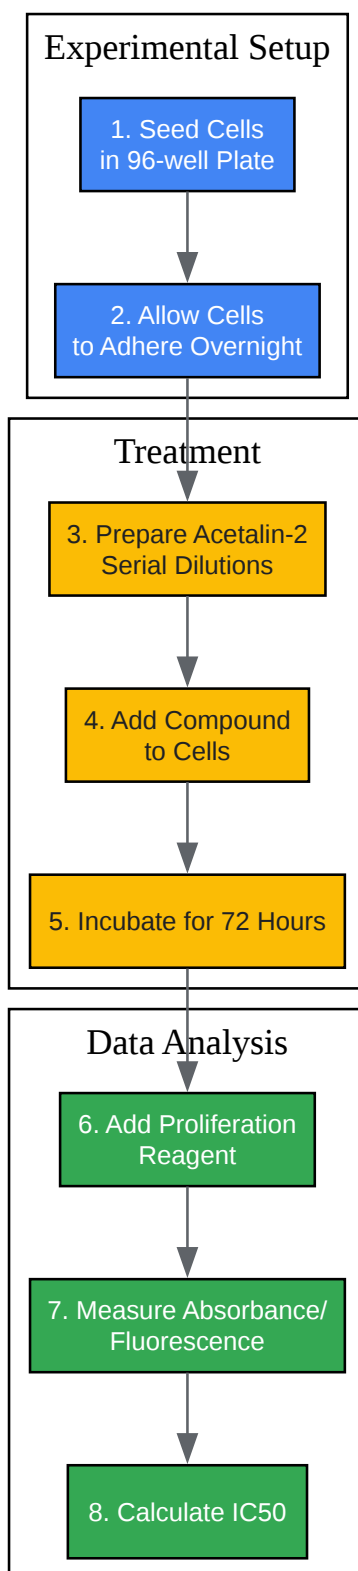 Experimental Setup
1. Seed Cells
in 96-well Plate
2. Allow Cells
to Adhere Overnight
Treatment
3. Prepare Acetalin-2
Serial Dilutions
4. Add Compound
to Cells
5. Incubate for 72 Hours
Data Analysis
6. Add Proliferation
Reagent
7. Measure Absorbance/
Fluorescence
8. Calculate IC50